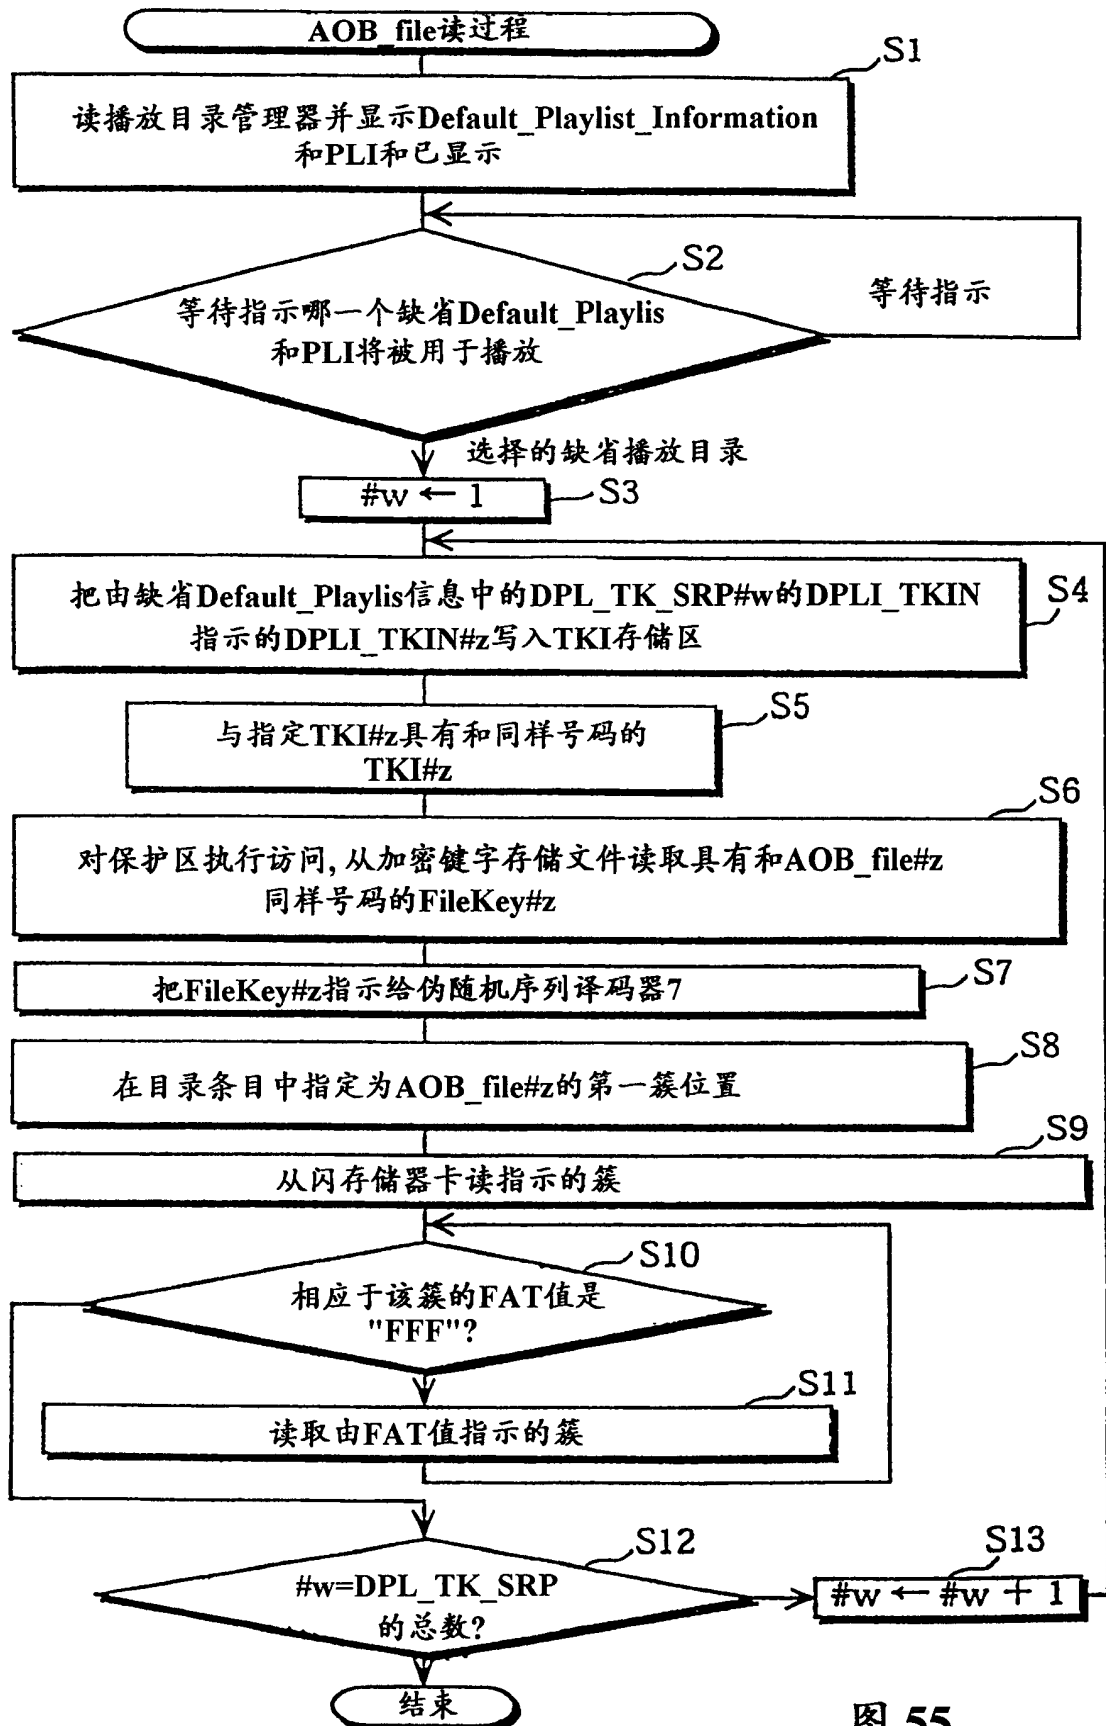 AOB_file读过程
S1
读播放目录管理器并显示Default_Playlist_Information
和PLI和已显示
S2
等待指示哪一个缺省Default_Playlis
和PLI将被用于播放
等待指示
选择的缺省播放目录
#w ← 1
S3
把由缺省Default_Playlis信息中的DPL_TK_SRP#w的DPLI_TKIN
指示的DPLI_TKIN#z写入TKI存储区
S4
S5
与指定TKI#z具有和同样号码的
TKI#z
S6
对保护区执行访问,从加密键字存储文件读取具有和AOB_file#z
同样号码的FileKey#z
S7
把FileKey#z指示给伪随机序列译码器7
S8
在目录条目中指定为AOB_file#z的第一簇位置
S9
从闪存储器卡读指示的簇
S10
相应于该簇的FAT值是
"FFF"?
S11
读取由FAT值指示的簇
S12
#w=DPL_TK_SRP
的总数?
S13
#w ← #w + 1
结束
图 55